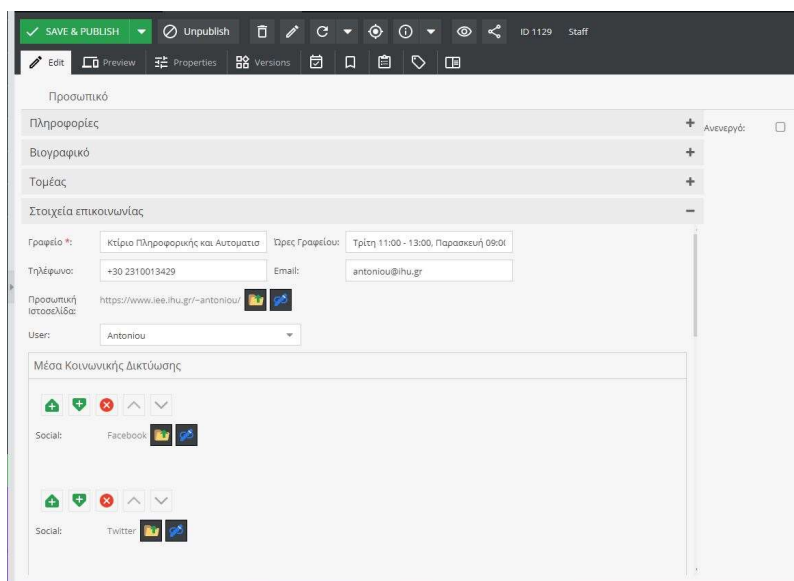 SAVE & PUBLISH Unpublish ID 1129 Staff
Edit Preview Properties Versions
Προσωπικό
Πληροφορίες
Ανενεργό:
Βιογραφικό
Τομέας
Στοιχεία επικοινωνίας
Γραφείο *: Κτίριο Πληροφορικής και Αυτοματισ Ώρες Γραφείου: Τρίτη 11:00 - 13:00, Παρασκευή 09:0(
Τηλέφωνο: +30 2310013429 Email: antoniou@ihu.gr
Προσωπική https://www.iee.ihu.gr/~antoniou/
Ιστοσελίδα:
User: Antoniou
Μέσα Κοινωνικής Δικτύωσης
Social: Facebook
Social: Twitter